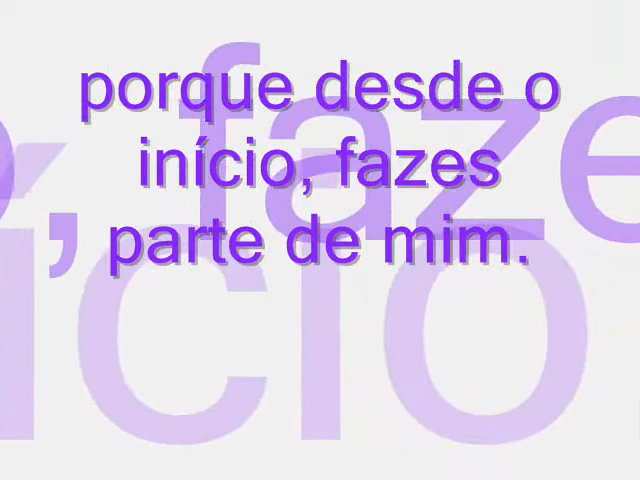 porque desde o
início, fazes
parte de mim.